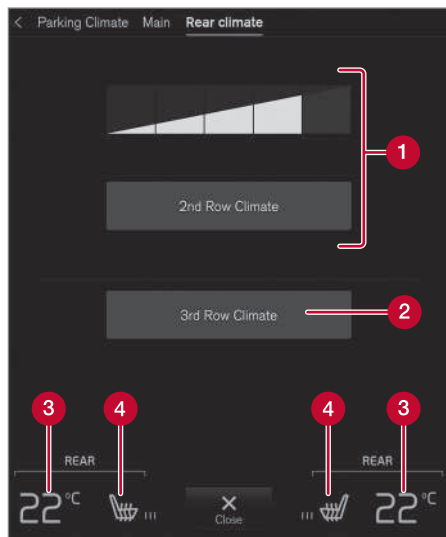 < Parking Climate Main Rear climate
1
2nd Row Climate
2
3rd Row Climate
3 4 4 3
REAR REAR
22°C 22°C
Close